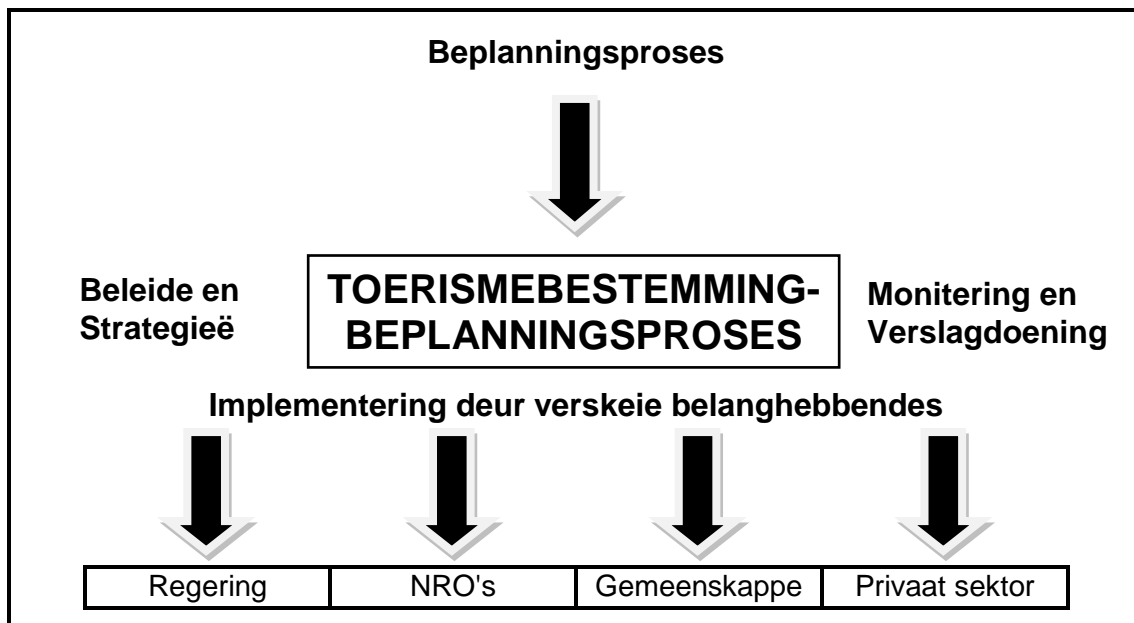 Beplanningsproses
Beleide en
Strategieë
TOERISMEBESTEMMING-
BEPLANNINGSPROSES
Monitering en
Verslagdoening
Implementering deur verskeie belanghebbendes
Regering
NRO's
Gemeenskappe
Privaat sektor